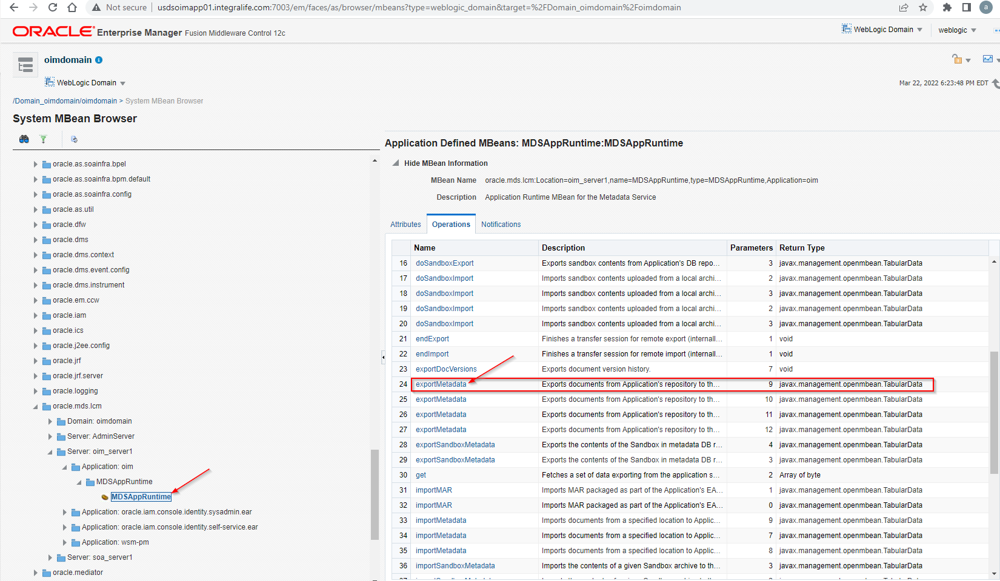 Not secure usdsoimapp01.integralife.com:7003/em/faces/as/browser/mbeans?type=weblogic_domain&target=%2FDomain_oimdomain%2Foimdomain
a
ORACLE Enterprise Manager Fusion Middleware Control 12c
WebLogic Domain
weblogic
oimdomain
WebLogic Domain
Mar 22, 2022 6:23:48 PM EDT
/Domain_oimdomain/oimdomain > System MBean Browser
System MBean Browser
oracle.as.soainfra.bpel
oracle.as.soainfra.bpm.default
oracle.as.soainfra.config
oracle.as.util
oracle.dfw
oracle.dms
oracle.dms.context
oracle.dms.event.config
oracle.dms.instrument
oracle.em.ccw
oracle.iam
oracle.ics
oracle.j2ee.config
oracle.jrf
oracle.jrf.server
oracle.logging
oracle.mds.lcm
Domain: oimdomain
Server: AdminServer
Server: oim_server1
Application: oim
MDSAppRuntime
MDSAppRuntime
Application: oracle.iam.console.identity.sysadmin.ear
Application: oracle.iam.console.identity.self-service.ear
Application: wsm-pm
Server: soa_server1
oracle.mediator
Application Defined MBeans: MDSAppRuntime:MDSAppRuntime
Hide MBean Information
MBean Name oracle.mds.lcm:Location=oim_server1,name=MDSAppRuntime,type=MDSAppRuntime,Application=oim
Description Application Runtime MBean for the Metadata Service
Attributes Operations Notifications
Name Description Parameters Return Type
16 doSandboxExport Exports sandbox contents from Application's DB repo... 3 javax.management.openmbean.TabularData
17 doSandboxImport Imports sandbox contents uploaded from a local archi... 2 javax.management.openmbean.TabularData
18 doSandboxImport Imports sandbox contents uploaded from a local archi... 3 javax.management.openmbean.TabularData
19 doSandboxImport Imports sandbox contents uploaded from a local archi... 2 javax.management.openmbean.TabularData
20 doSandboxImport Imports sandbox contents uploaded from a local archi... 3 javax.management.openmbean.TabularData
21 endExport Finishes a transfer session for remote export (internall... 1 void
22 endImport Finishes a transfer session for remote import (internall... 1 void
23 exportDocVersions Exports document version history. 7 void
24 exportMetadata Exports documents from Application's repository to th... 9 javax.management.openmbean.TabularData
25 exportMetadata Exports documents from Application's repository to th... 10 javax.management.openmbean.TabularData
26 exportMetadata Exports documents from Application's repository to th... 11 javax.management.openmbean.TabularData
27 exportMetadata Exports documents from Application's repository to th... 12 javax.management.openmbean.TabularData
28 exportSandboxMetadata Exports the contents of the Sandbox in metadata DB r... 4 javax.management.openmbean.TabularData
29 exportSandboxMetadata Exports the contents of the Sandbox in metadata DB r... 3 javax.management.openmbean.TabularData
30 get Fetches a set of data exporting from the application s... 2 Array of byte
31 importMAR Imports MAR packaged as part of the Application's EA... 1 javax.management.openmbean.TabularData
32 importMAR Imports MAR packaged as part of the Application's EA... 0 javax.management.openmbean.TabularData
33 importMetadata Imports documents from a specified location to Applic... 9 javax.management.openmbean.TabularData
34 importMetadata Imports documents from a specified location to Applic... 7 javax.management.openmbean.TabularData
35 importMetadata Imports documents from a specified location to Applic... 8 javax.management.openmbean.TabularData
36 importSandboxMetadata Imports the contents of a given Sandbox archive to th... 3 javax.management.openmbean.TabularData